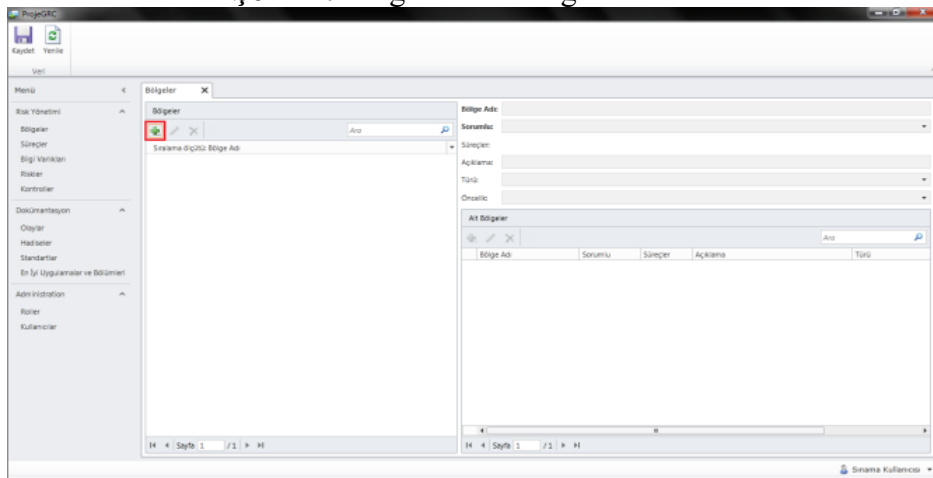 ProjeGRC
Kaydet Yenile
Veri
Menü
Bölgeler X
Risk Yönetimi
Bölgeler
Süreçler
Bilgi Varlıkları
Riskler
Kontroller
Dokümantasyon
Olaylar
Hadiseler
Standartlar
En İyi Uygulamalar ve Bölümleri
Administration
Roller
Kullanıcılar
Bölgeler
Ara
Sıralama ölçütü: Bölge Adı
Sayfa 1 / 1
Bölge Adı:
Sorumlu:
Süreçler:
Açıklama:
Türü:
Öncelik:
Alt Bölgeler
Ara
Bölge Adı Sorumlu Süreçler Açıklama Türü
Sayfa 1 / 1
Sınama Kullanıcısı